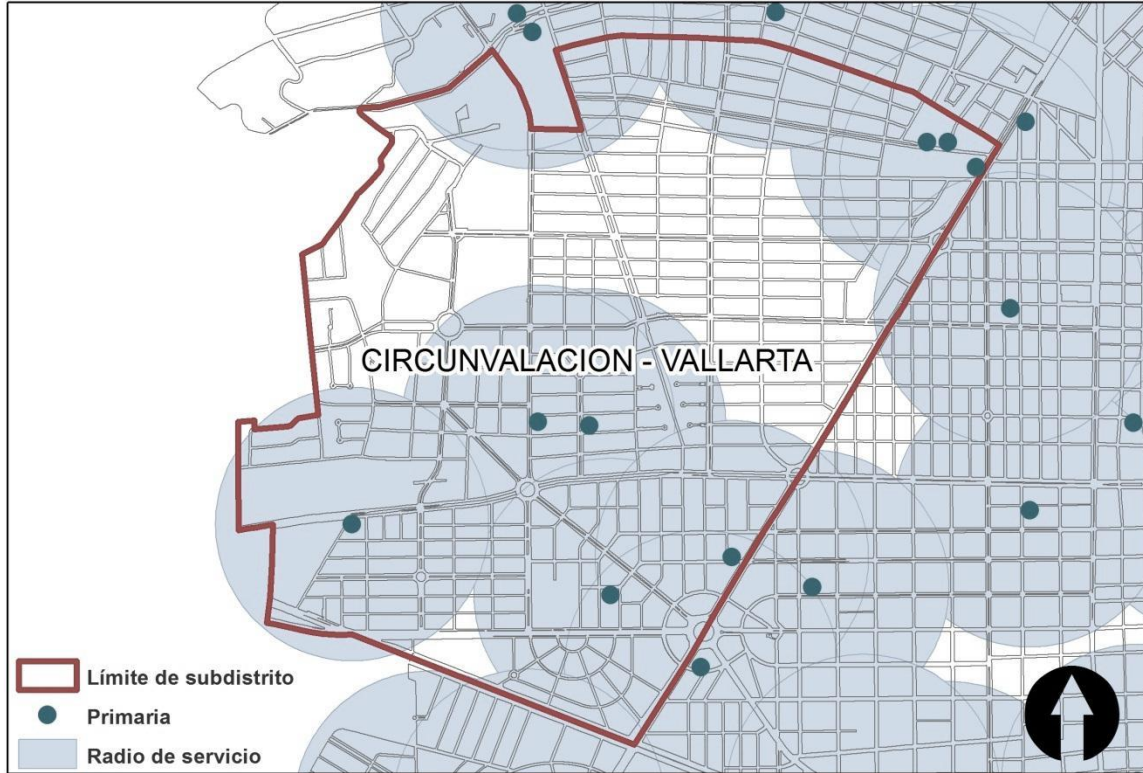 CIRCUNVALACION - VALLARTA
Límite de subdistrito
Primaria
Radio de servicio